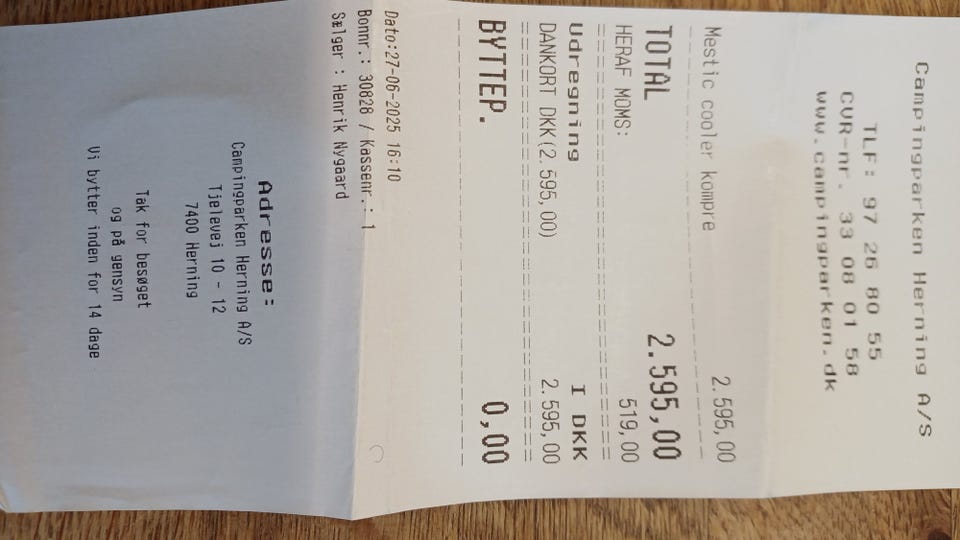 Campingparken Herning A/S
TLF: 97 26 80 55
CVR-nr. 33 08 01 58
www.campingparken.dk
Mestic cooler kompre 2.595,00
TOTAL 2.595,00
HERAF MOMS: 519,00
Udregning I DKK
DANKORT DKK(2.595,00) 2.595,00
BYTTEP. 0,00
Dato:27-06-2025 16:10
Bonnr.: 30828 / Kassenr.: 1
Sælger : Henrik Nygaard
Adresse:
Campingparken Herning A/S
Tjelevej 10 - 12
7400 Herning
Tak for besøget
og på gensyn
Vi bytter inden for 14 dage